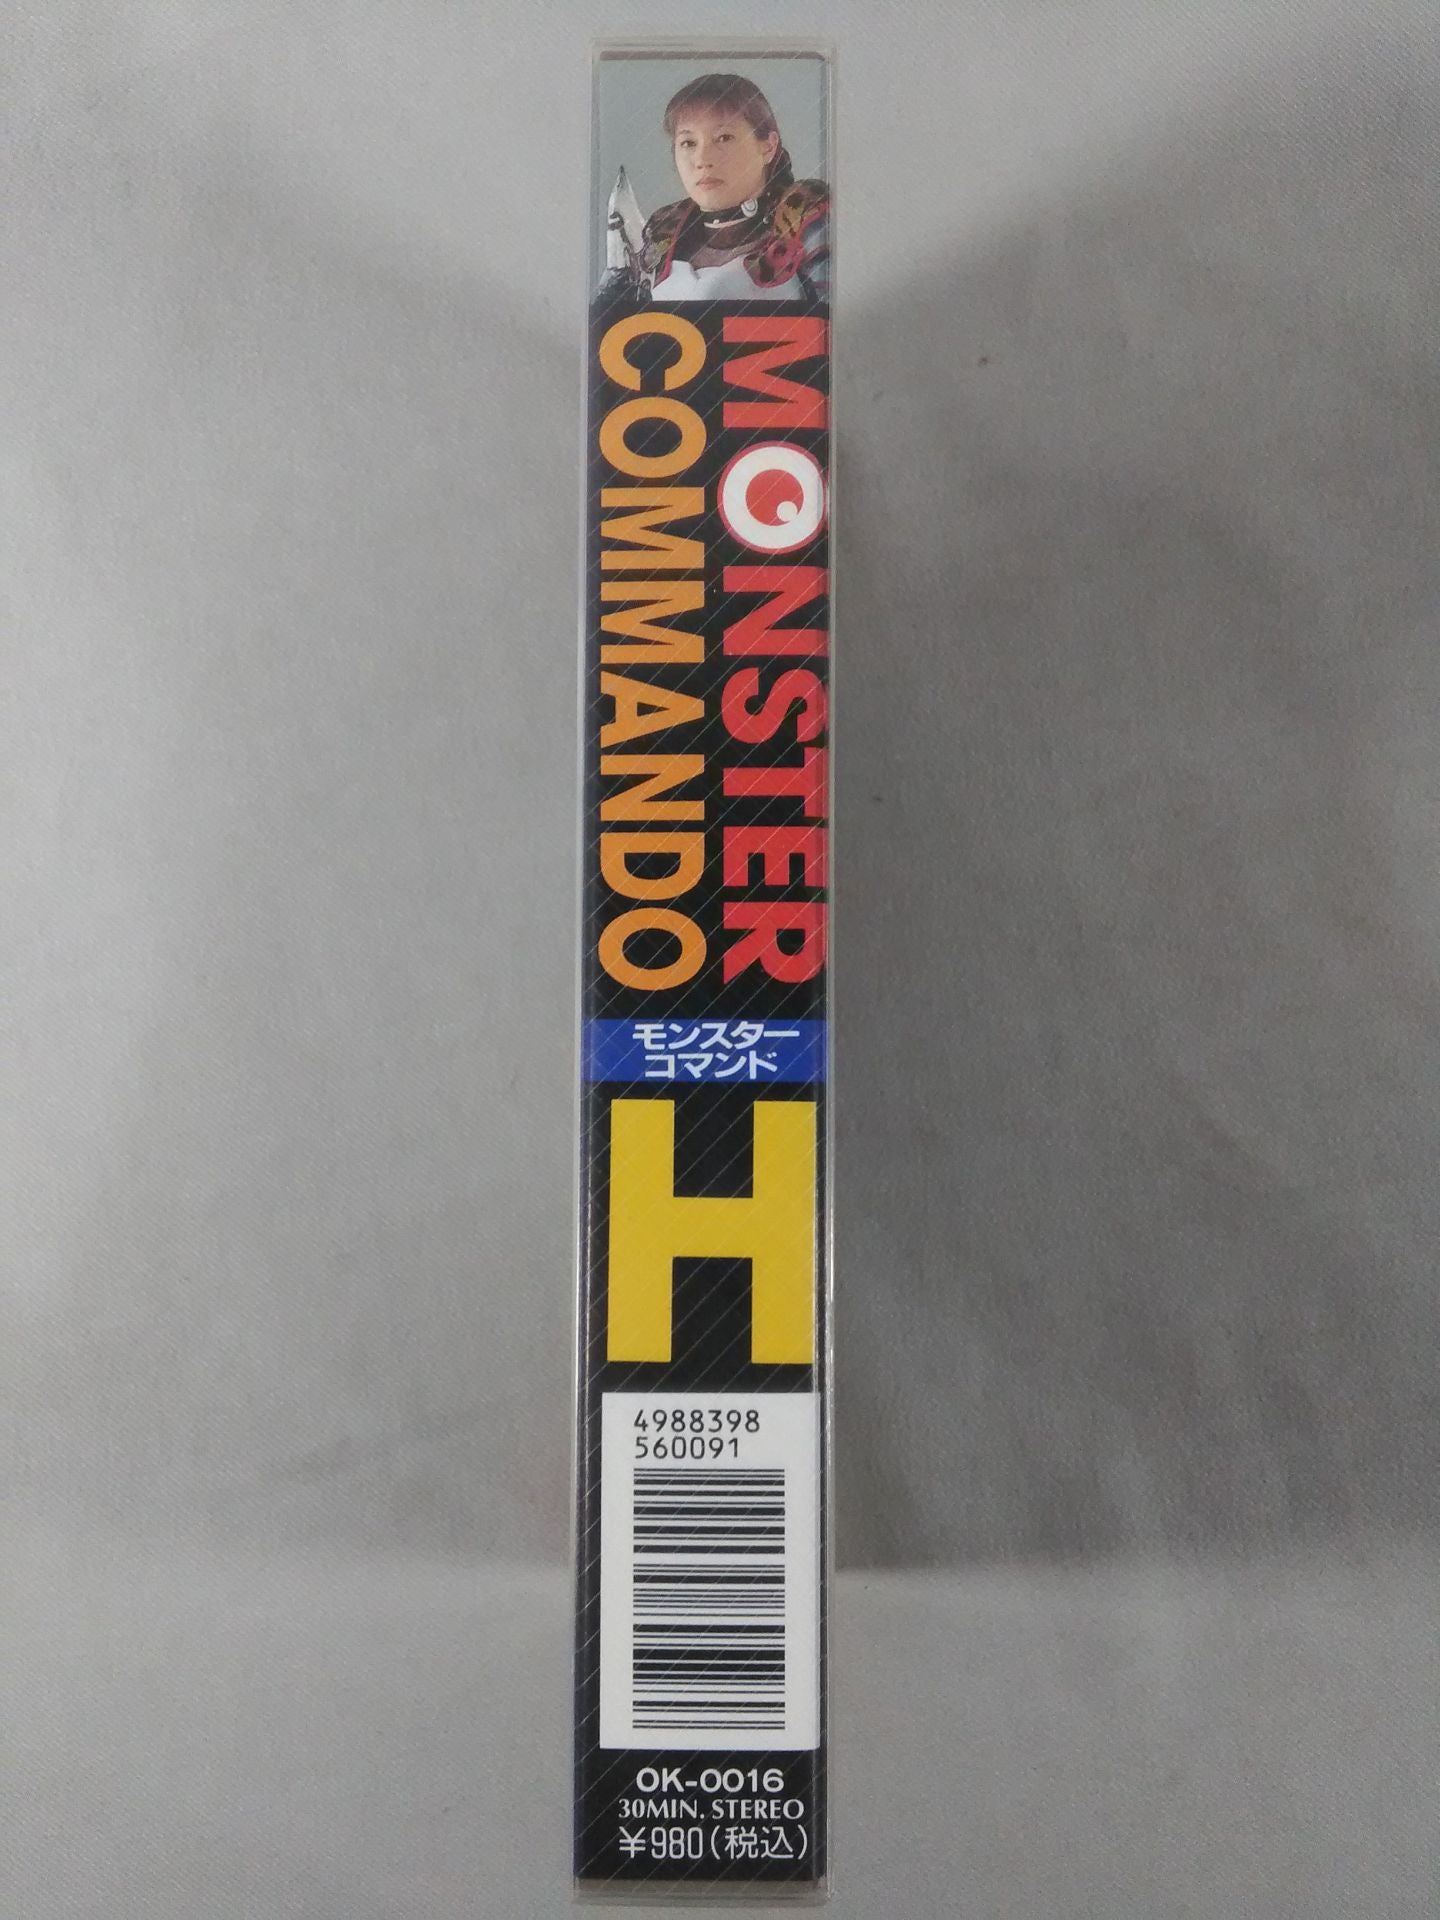 MONSTER
COMMANDO
モンスター
コマンド
H
4988398
560091
OK-0016
30MIN. STEREO
¥980(税込)